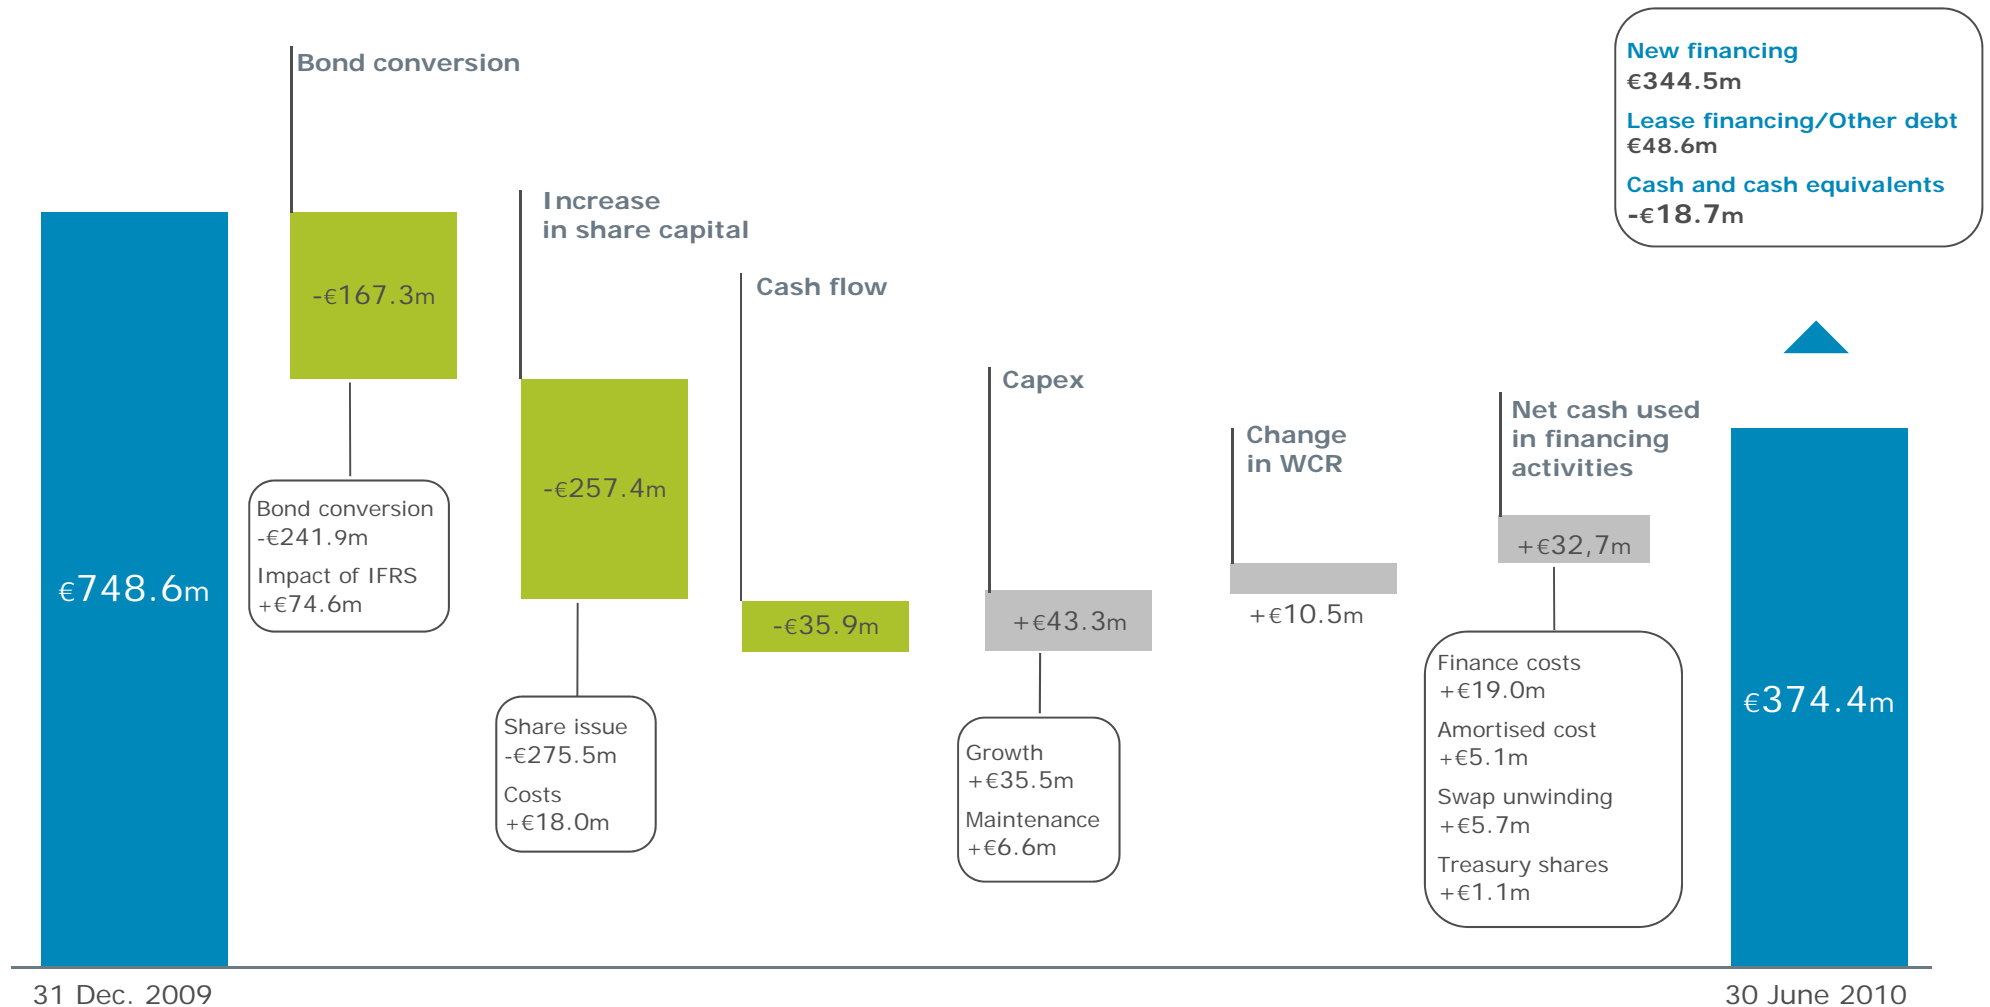 New financing
€344.5m
Lease financing/Other debt
€48.6m
Cash and cash equivalents
-€18.7m
Bond conversion
-€167.3m
Bond conversion
-€241.9m
Impact of IFRS
+€74.6m
Increase
in share capital
-€257.4m
Share issue
-€275.5m
Costs
+€18.0m
Cash flow
-€35.9m
Capex
+€43.3m
Growth
+€35.5m
Maintenance
+€6.6m
Change
in WCR
+€10.5m
Net cash used
in financing
activities
+€32,7m
Finance costs
+€19.0m
Amortised cost
+€5.1m
Swap unwinding
+€5.7m
Treasury shares
+€1.1m
€748.6m
€374.4m
31 Dec. 2009
30 June 2010